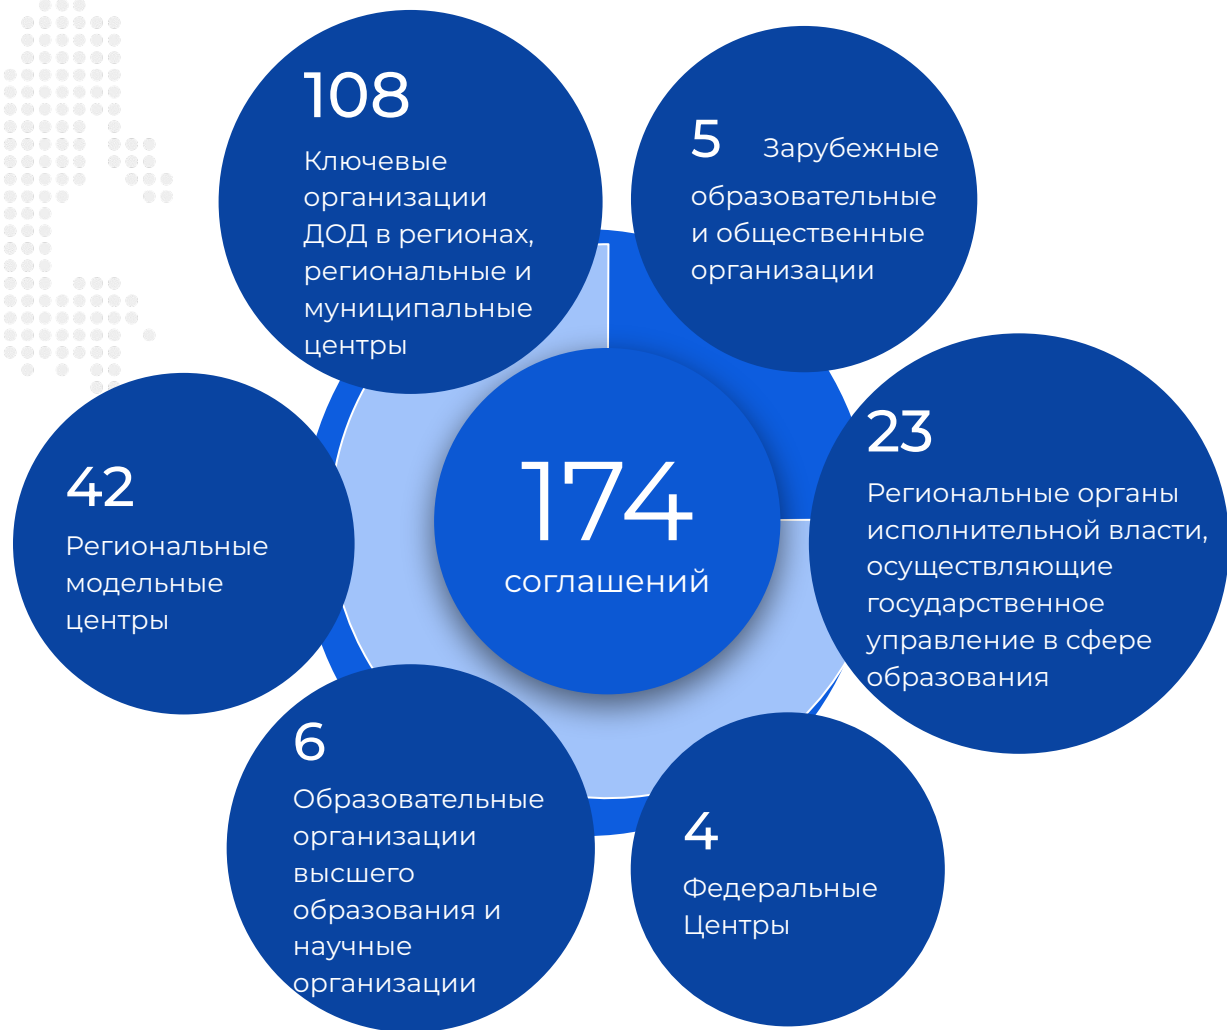 108
Ключевые
организации
ДОД в регионах,
региональные и
муниципальные
центры
5 Зарубежные
образовательные
и общественные
организации
23
Региональные органы
исполнительной власти,
осуществляющие
государственное
управление в сфере
образования
42
Региональные
модельные
центры
174
соглашений
6
Образовательные
организации
высшего
образования и
научные
организации
4
Федеральные
Центры